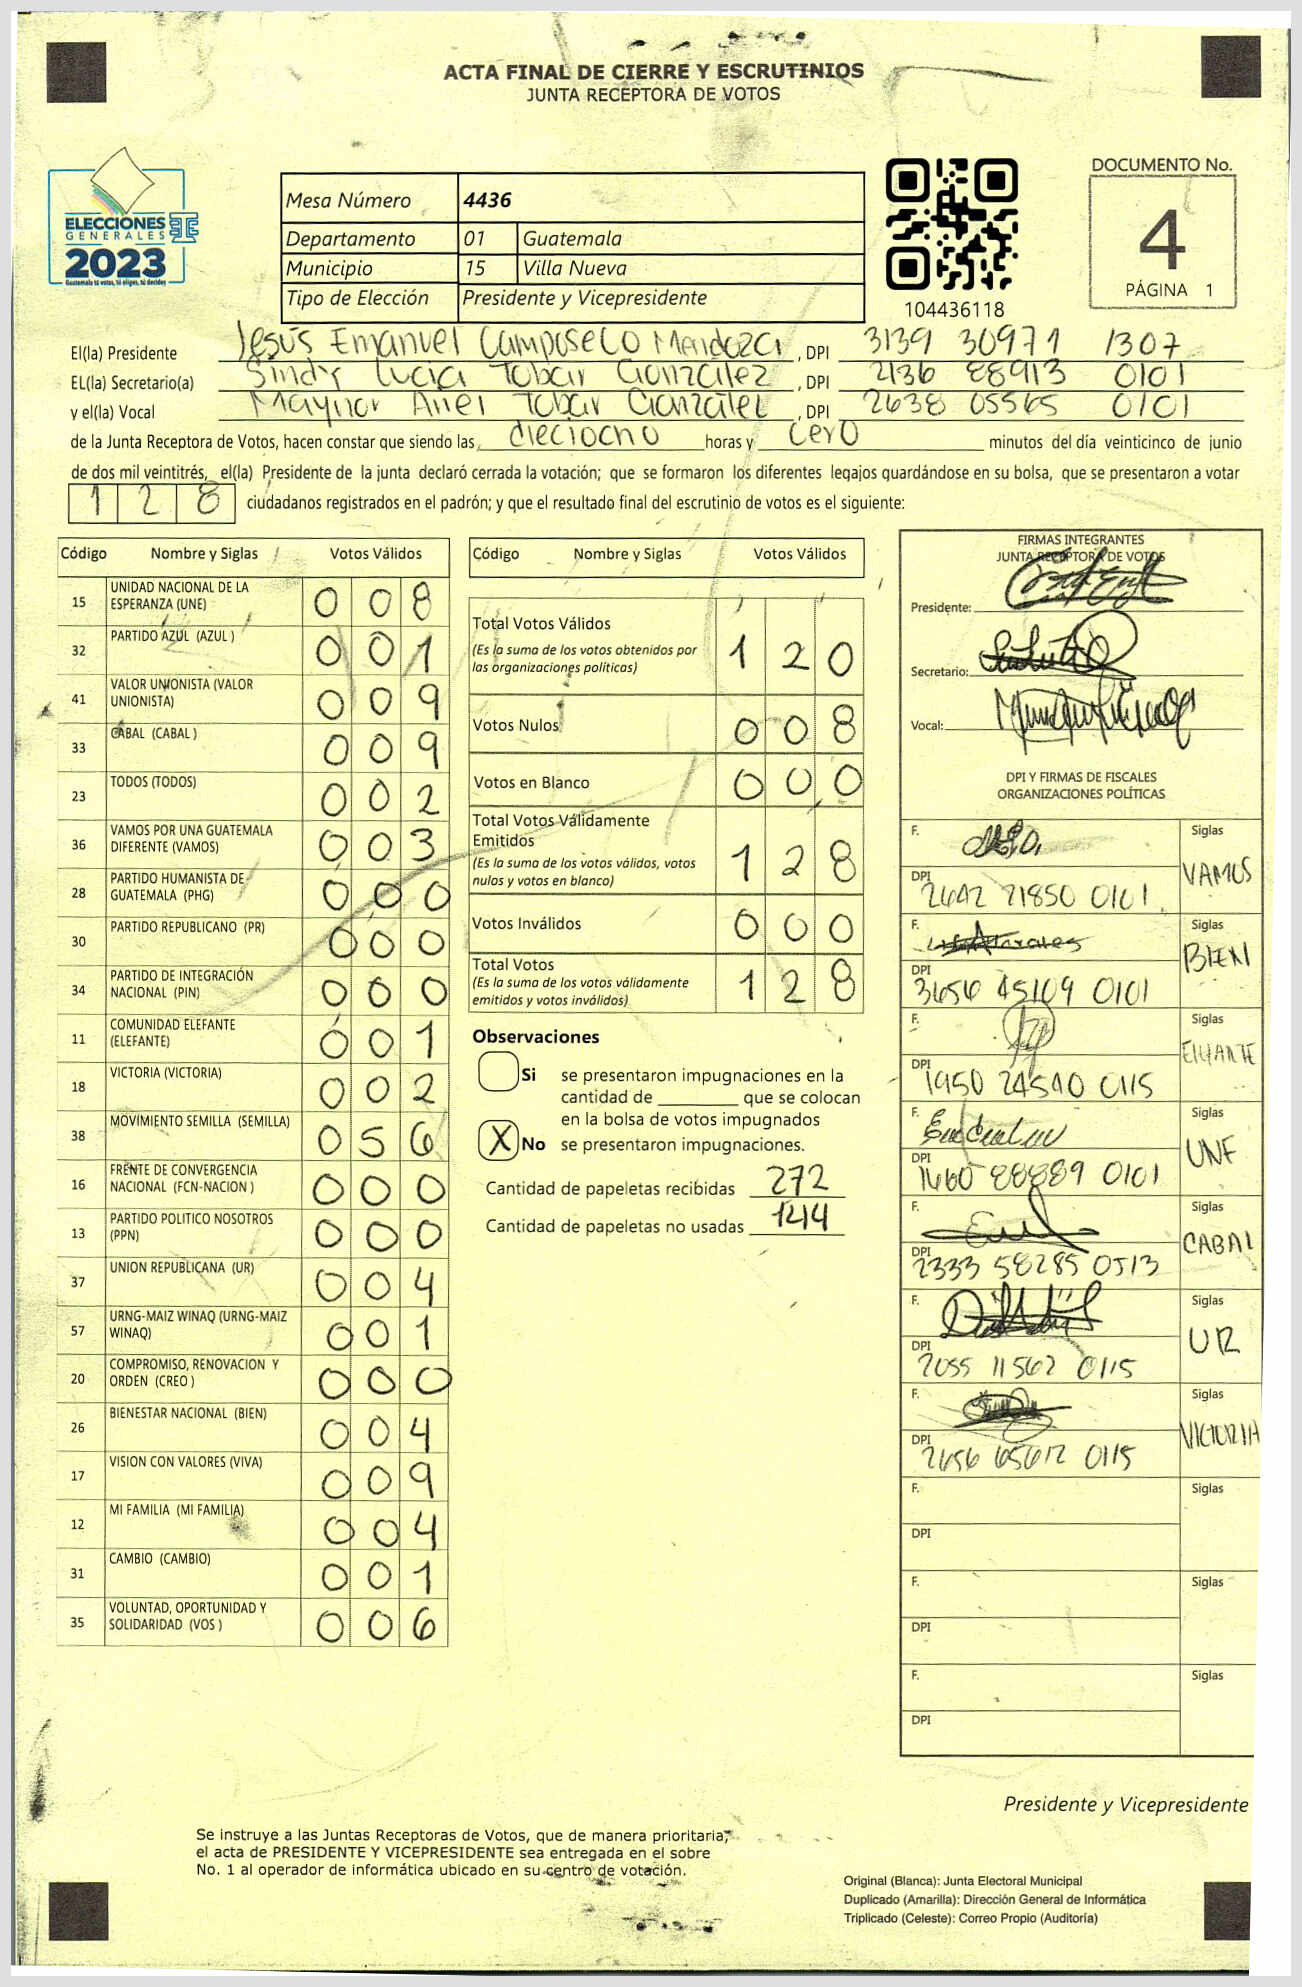 ACTA FINAL DE CIERRE Y ESCRUTINIOS
JUNTA RECEPTORA DE VOTOS
ELECCIONES
GENERALES
2023
Guatemala tú votas, tú eliges, tú decides
Mesa Número 4436
Departamento 01 Guatemala
Municipio 15 Villa Nueva
Tipo de Elección Presidente y Vicepresidente
104436118
DOCUMENTO No.
4
PÁGINA 1
El(la) Presidente Jesús Emanuel Camposeco Mendoza, DPI 3139 30971 1307
EL(la) Secretario(a) Sindy Lucia Tobar González, DPI 2136 88913 0101
y el(la) Vocal Maynor Ariel Tobar González, DPI 2638 05565 0101
de la Junta Receptora de Votos, hacen constar que siendo las dieciocho horas y cero minutos del día veinticinco de junio
de dos mil veintitrés, el(la) Presidente de la junta declaró cerrada la votación; que se formaron los diferentes legajos guardándose en su bolsa, que se presentaron a votar
128 ciudadanos registrados en el padrón; y que el resultado final del escrutinio de votos es el siguiente:
Código Nombre y Siglas Votos Válidos
15 UNIDAD NACIONAL DE LA ESPERANZA (UNE) 0 0 8
32 PARTIDO AZUL (AZUL ) 0 0 1
41 VALOR UNIONISTA (VALOR UNIONISTA) 0 0 9
33 CABAL (CABAL ) 0 0 9
23 TODOS (TODOS) 0 0 2
36 VAMOS POR UNA GUATEMALA DIFERENTE (VAMOS) 0 0 3
28 PARTIDO HUMANISTA DE GUATEMALA (PHG) 0 0 0
30 PARTIDO REPUBLICANO (PR) 0 0 0
34 PARTIDO DE INTEGRACIÓN NACIONAL (PIN) 0 0 0
11 COMUNIDAD ELEFANTE (ELEFANTE) 0 0 1
18 VICTORIA (VICTORIA) 0 0 2
38 MOVIMIENTO SEMILLA (SEMILLA) 0 5 6
16 FRENTE DE CONVERGENCIA NACIONAL (FCN-NACION ) 0 0 0
13 PARTIDO POLITICO NOSOTROS (PPN) 0 0 0
37 UNION REPUBLICANA (UR) 0 0 4
57 URNG-MAIZ WINAQ (URNG-MAIZ WINAQ) 0 0 1
20 COMPROMISO, RENOVACION Y ORDEN (CREO ) 0 0 0
26 BIENESTAR NACIONAL (BIEN) 0 0 4
17 VISION CON VALORES (VIVA) 0 0 9
12 MI FAMILIA (MI FAMILIA) 0 0 4
31 CAMBIO (CAMBIO) 0 0 1
35 VOLUNTAD, OPORTUNIDAD Y SOLIDARIDAD (VOS ) 0 0 6
Código Nombre y Siglas Votos Válidos
Total Votos Válidos 1 2 0
(Es la suma de los votos obtenidos por
las organizaciones políticas)
Votos Nulos 0 0 8
Votos en Blanco 0 0 0
Total Votos Válidamente
Emitidos 1 2 8
(Es la suma de los votos válidos, votos
nulos y votos en blanco)
Votos Inválidos 0 0 0
Total Votos 1 2 8
(Es la suma de los votos válidamente
emitidos y votos inválidos)
Observaciones
Si se presentaron impugnaciones en la
cantidad de ________ que se colocan
en la bolsa de votos impugnados
X No se presentaron impugnaciones.
Cantidad de papeletas recibidas 272
Cantidad de papeletas no usadas 144
FIRMAS INTEGRANTES
JUNTA RECEPTORA DE VOTOS
Presidente:
Secretario:
Vocal:
DPI Y FIRMAS DE FISCALES
ORGANIZACIONES POLÍTICAS
F. Siglas VAMOS
DPI 2642 21850 0101
F. Siglas BIEN
DPI 3656 45109 0101
F. Siglas
DPI 1950 24540 0115
F. Siglas UNE
DPI 1660 88889 0101
F. Siglas CABAL
DPI 2333 58285 0513
F. Siglas UR
DPI 2055 11562 0115
F. Siglas VICTORIA
DPI 2656 65612 0115
F. Siglas
DPI
F. Siglas
DPI
F. Siglas
DPI
Presidente y Vicepresidente
Se instruye a las Juntas Receptoras de Votos, que de manera prioritaria,
el acta de PRESIDENTE Y VICEPRESIDENTE sea entregada en el sobre
No. 1 al operador de informática ubicado en su centro de votación.
Original (Blanca): Junta Electoral Municipal
Duplicado (Amarilla): Dirección General de Informática
Triplicado (Celeste): Correo Propio (Auditoría)